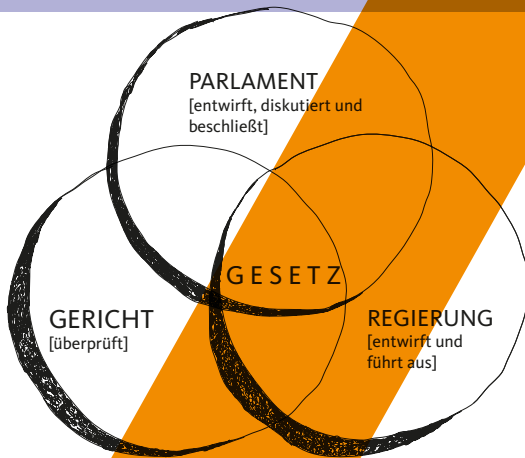 PARLAMENT
[entwirft, diskutiert und
beschließt]
GESETZ
GERICHT
[überprüft]
REGIERUNG
[entwirft und
führt aus]